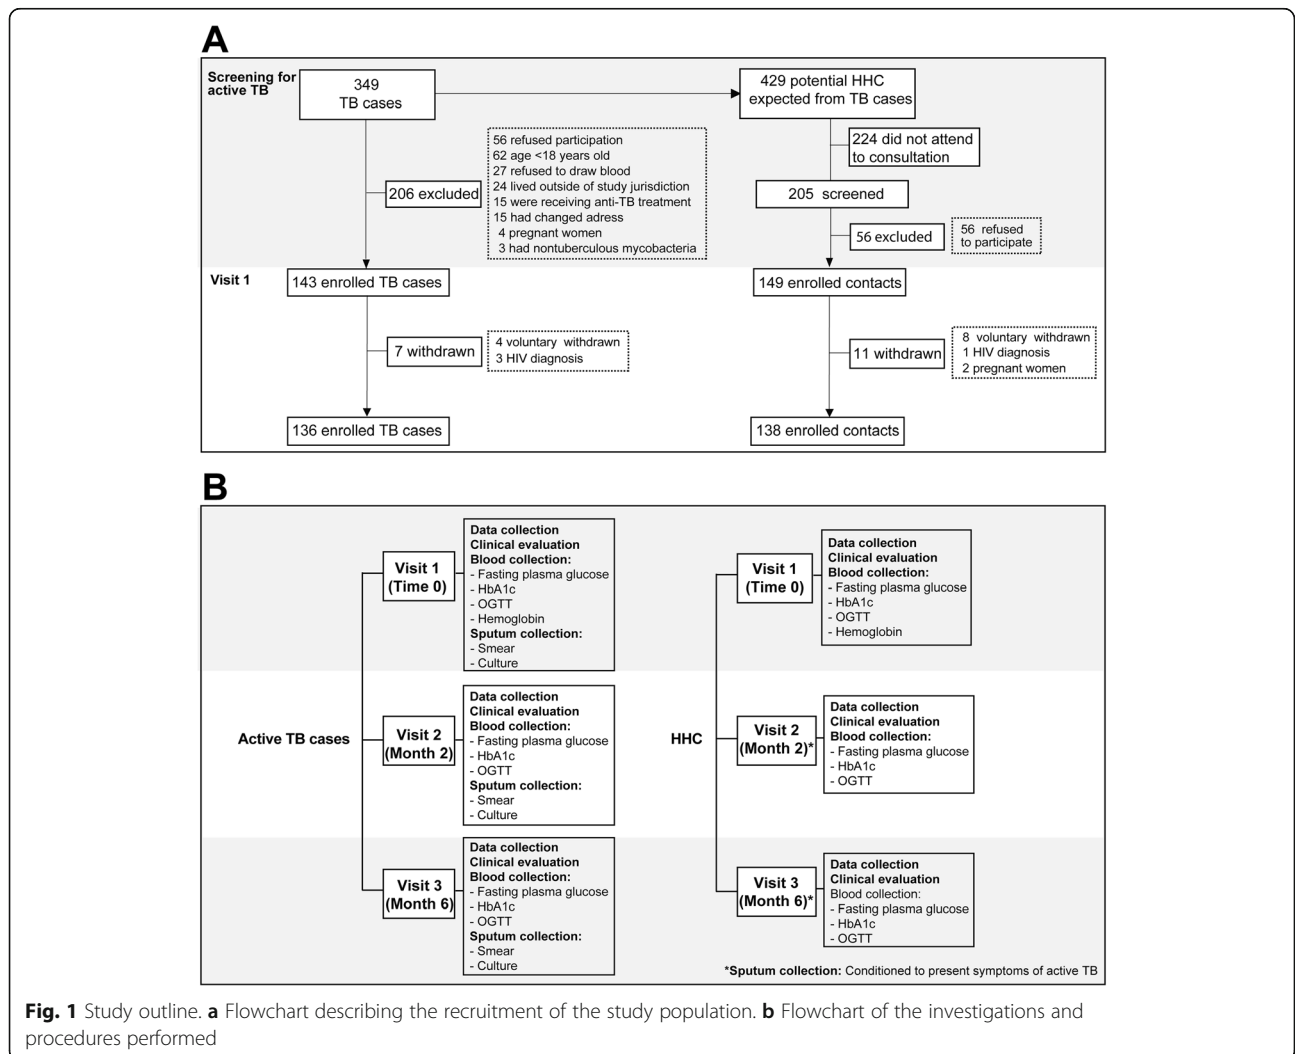 A
Screening for
active TB
349
TB cases
429 potential HHC
expected from TB cases
224 did not attend
to consultation
56 refused participation
62 age <18 years old
27 refused to draw blood
24 lived outside of study jurisdiction
15 were receiving anti-TB treatment
15 had changed adress
4 pregnant women
3 had nontuberculous mycobacteria
206 excluded
205 screened
56 excluded
56 refused
to participate
Visit 1
143 enrolled TB cases
149 enrolled contacts
7 withdrawn
4 voluntary withdrawn
3 HIV diagnosis
11 withdrawn
8 voluntary withdrawn
1 HIV diagnosis
2 pregnant women
136 enrolled TB cases
138 enrolled contacts
B
Active TB cases
Visit 1
(Time 0)
Data collection
Clinical evaluation
Blood collection:
- Fasting plasma glucose
- HbA1c
- OGTT
- Hemoglobin
Sputum collection:
- Smear
- Culture
Visit 2
(Month 2)
Data collection
Clinical evaluation
Blood collection:
- Fasting plasma glucose
- HbA1c
- OGTT
Sputum collection:
- Smear
- Culture
Visit 3
(Month 6)
Data collection
Clinical evaluation
Blood collection:
- Fasting plasma glucose
- HbA1c
- OGTT
Sputum collection:
- Smear
- Culture
HHC
Visit 1
(Time 0)
Data collection
Clinical evaluation
Blood collection:
- Fasting plasma glucose
- HbA1c
- OGTT
- Hemoglobin
Visit 2
(Month 2)*
Data collection
Clinical evaluation
Blood collection:
- Fasting plasma glucose
- HbA1c
- OGTT
Visit 3
(Month 6)*
Data collection
Clinical evaluation
Blood collection:
- Fasting plasma glucose
- HbA1c
- OGTT
*Sputum collection: Conditioned to present symptoms of active TB
Fig. 1 Study outline. a Flowchart describing the recruitment of the study population. b Flowchart of the investigations and
procedures performed